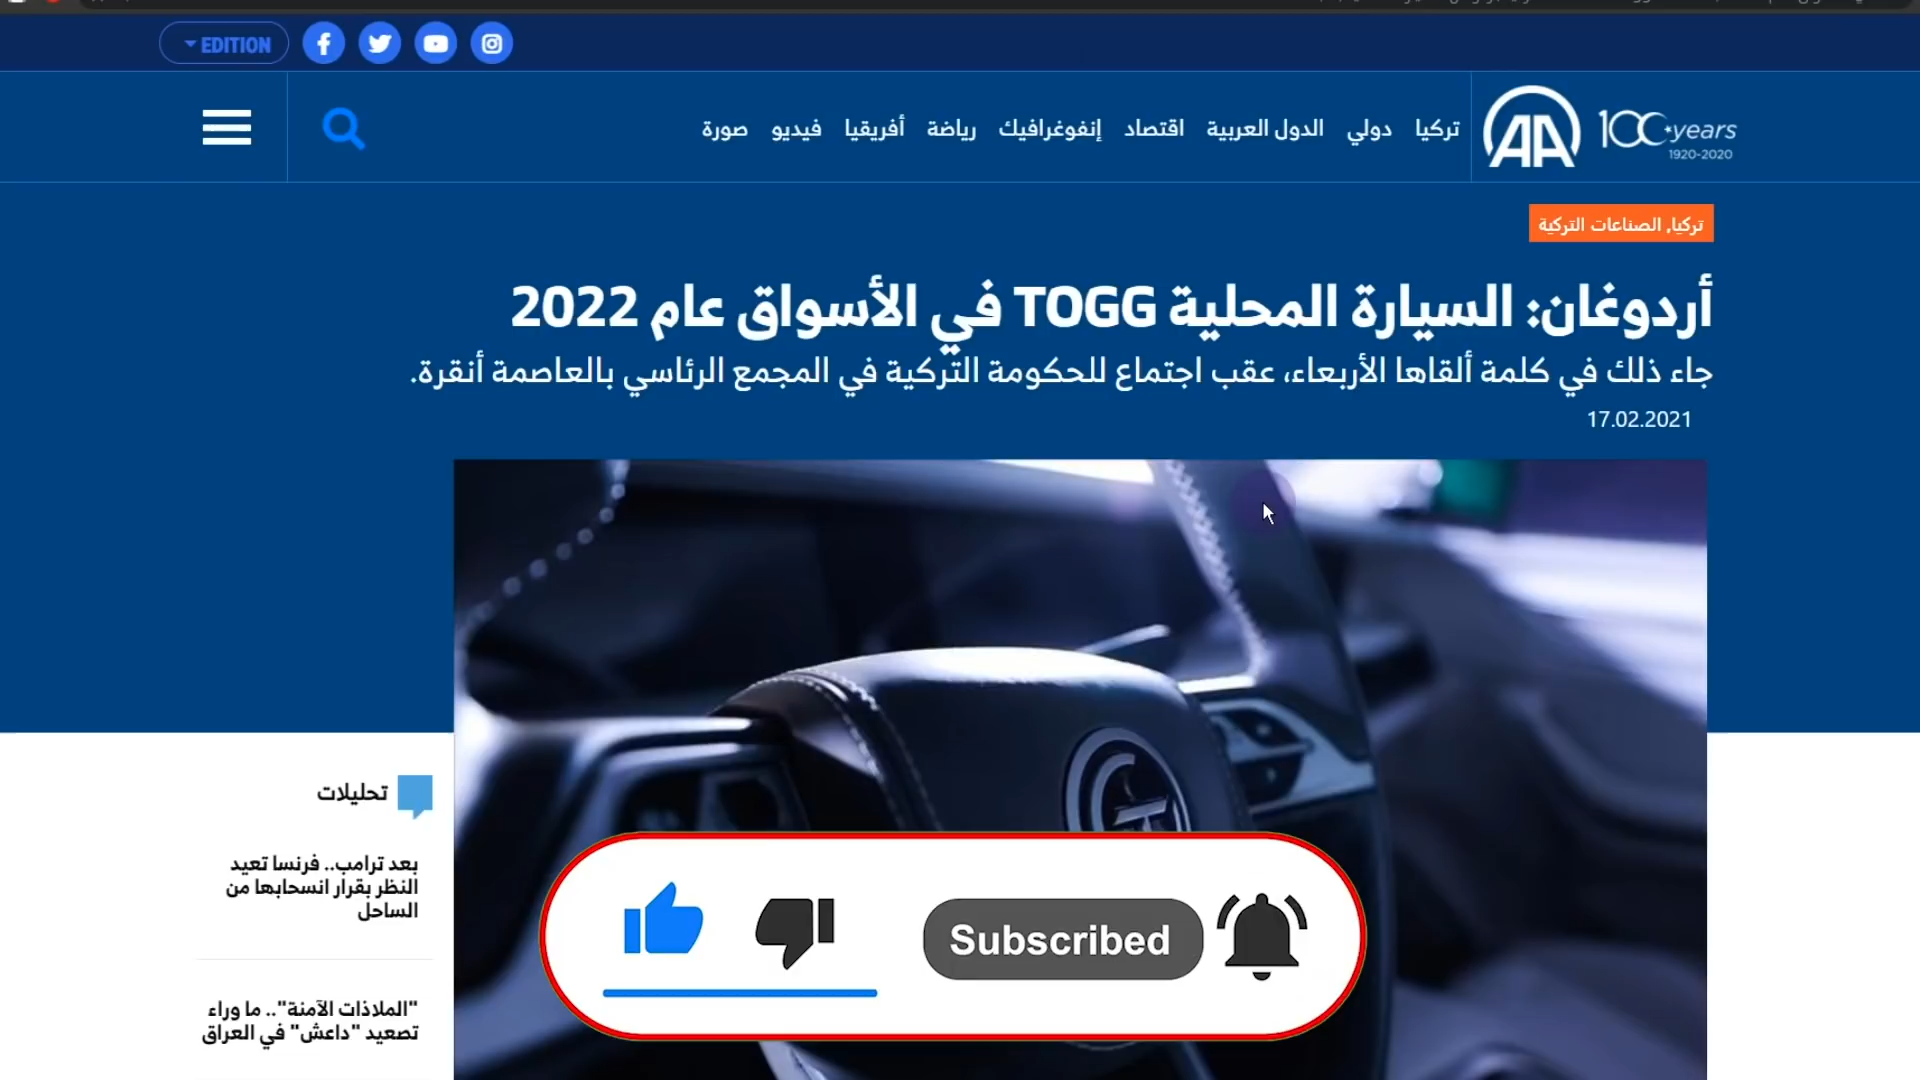 EDITION
تركيا دولي الدول العربية اقتصاد إنفوغرافيك رياضة أفريقيا فيديو صورة
AA 100 years
1920-2020
تركيا, الصناعات التركية
أردوغان: السيارة المحلية TOGG في الأسواق عام 2022
جاء ذلك في كلمة ألقاها الأربعاء، عقب اجتماع للحكومة التركية في المجمع الرئاسي بالعاصمة أنقرة.
17.02.2021
تحليلات
بعد ترامب.. فرنسا تعيد
النظر بقرار انسحابها من
الساحل
"الملاذات الآمنة".. ما وراء
تصعيد "داعش" في العراق
Subscribed